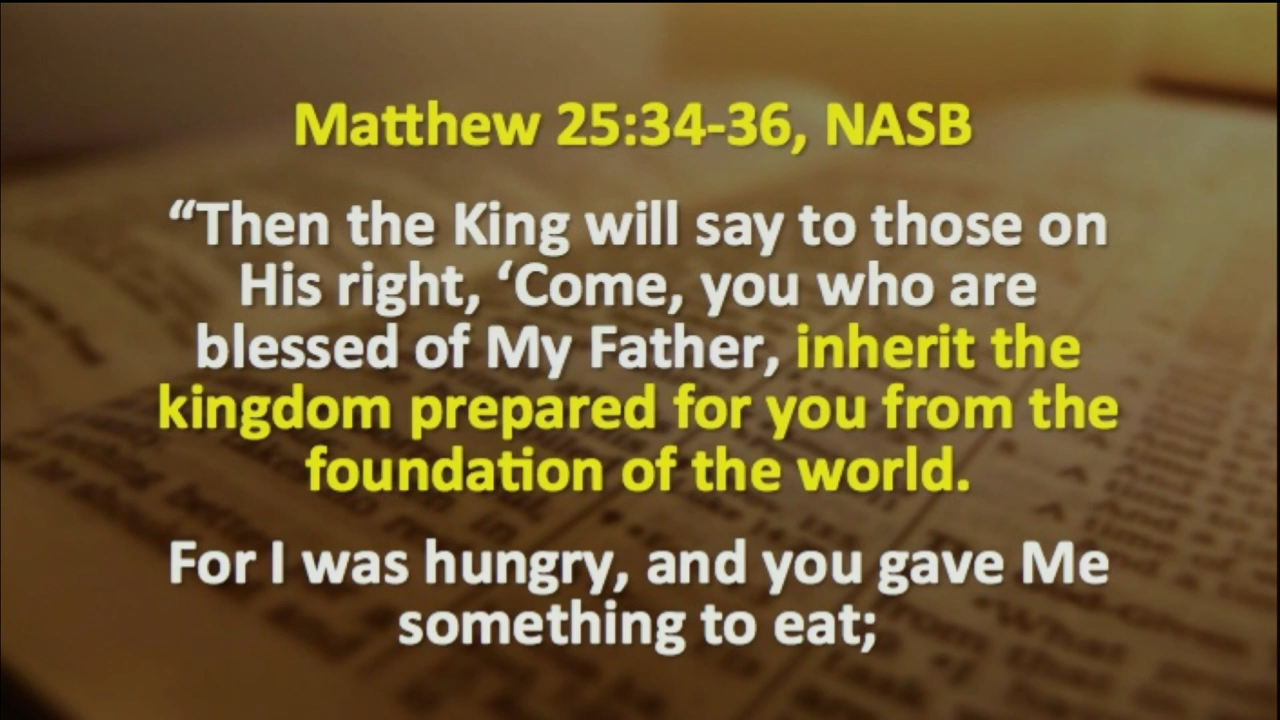 Matthew 25:34-36, NASB
“Then the King will say to those on
His right, ‘Come, you who are
blessed of My Father, inherit the
kingdom prepared for you from the
foundation of the world.
For I was hungry, and you gave Me
something to eat;